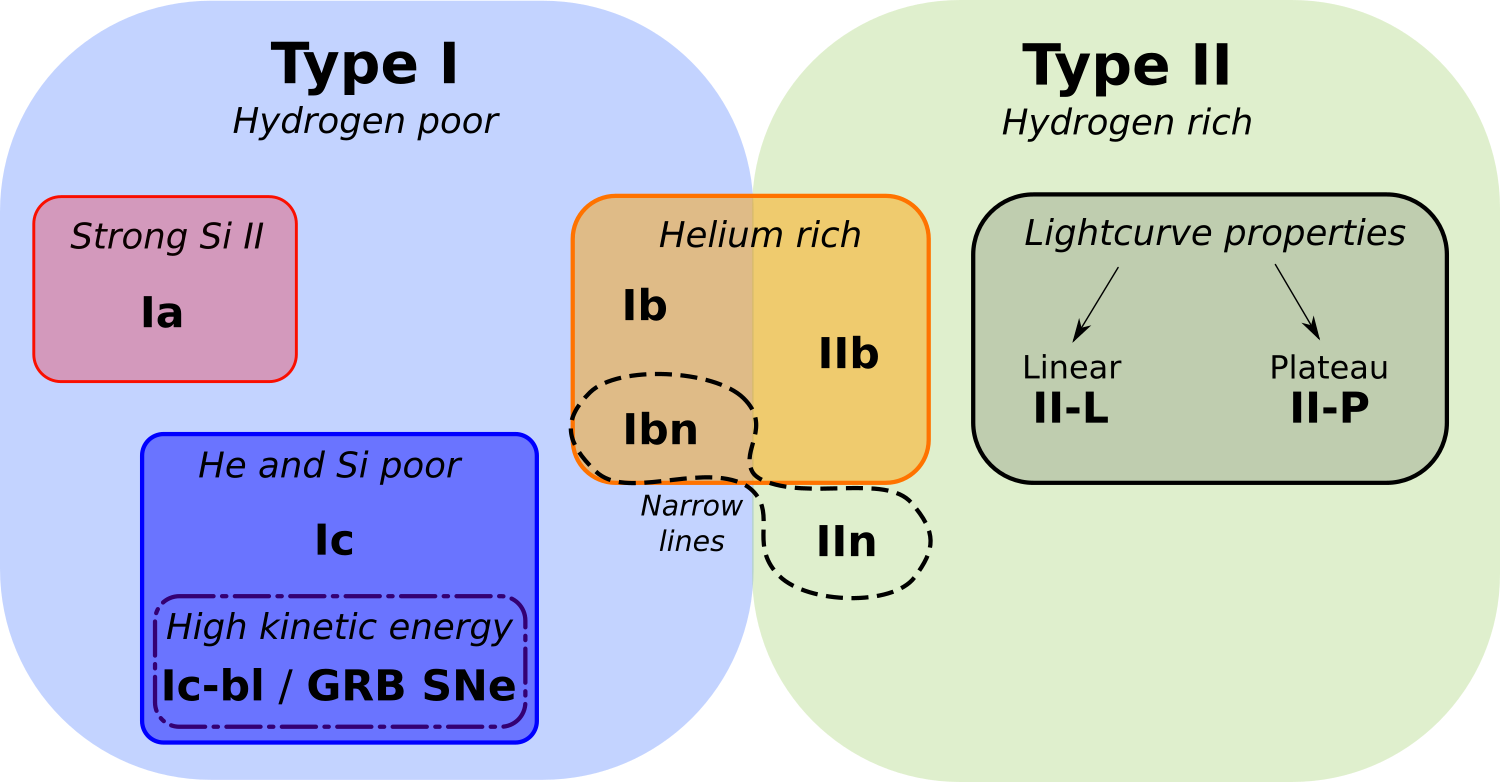 Type I
Hydrogen poor
Strong Si II
Ia
He and Si poor
Ic
High kinetic energy
Ic-bl / GRB SNe
Helium rich
Ib
IIb
Ibn
Narrow
lines
IIn
Type II
Hydrogen rich
Lightcurve properties
Linear
II-L
Plateau
II-P